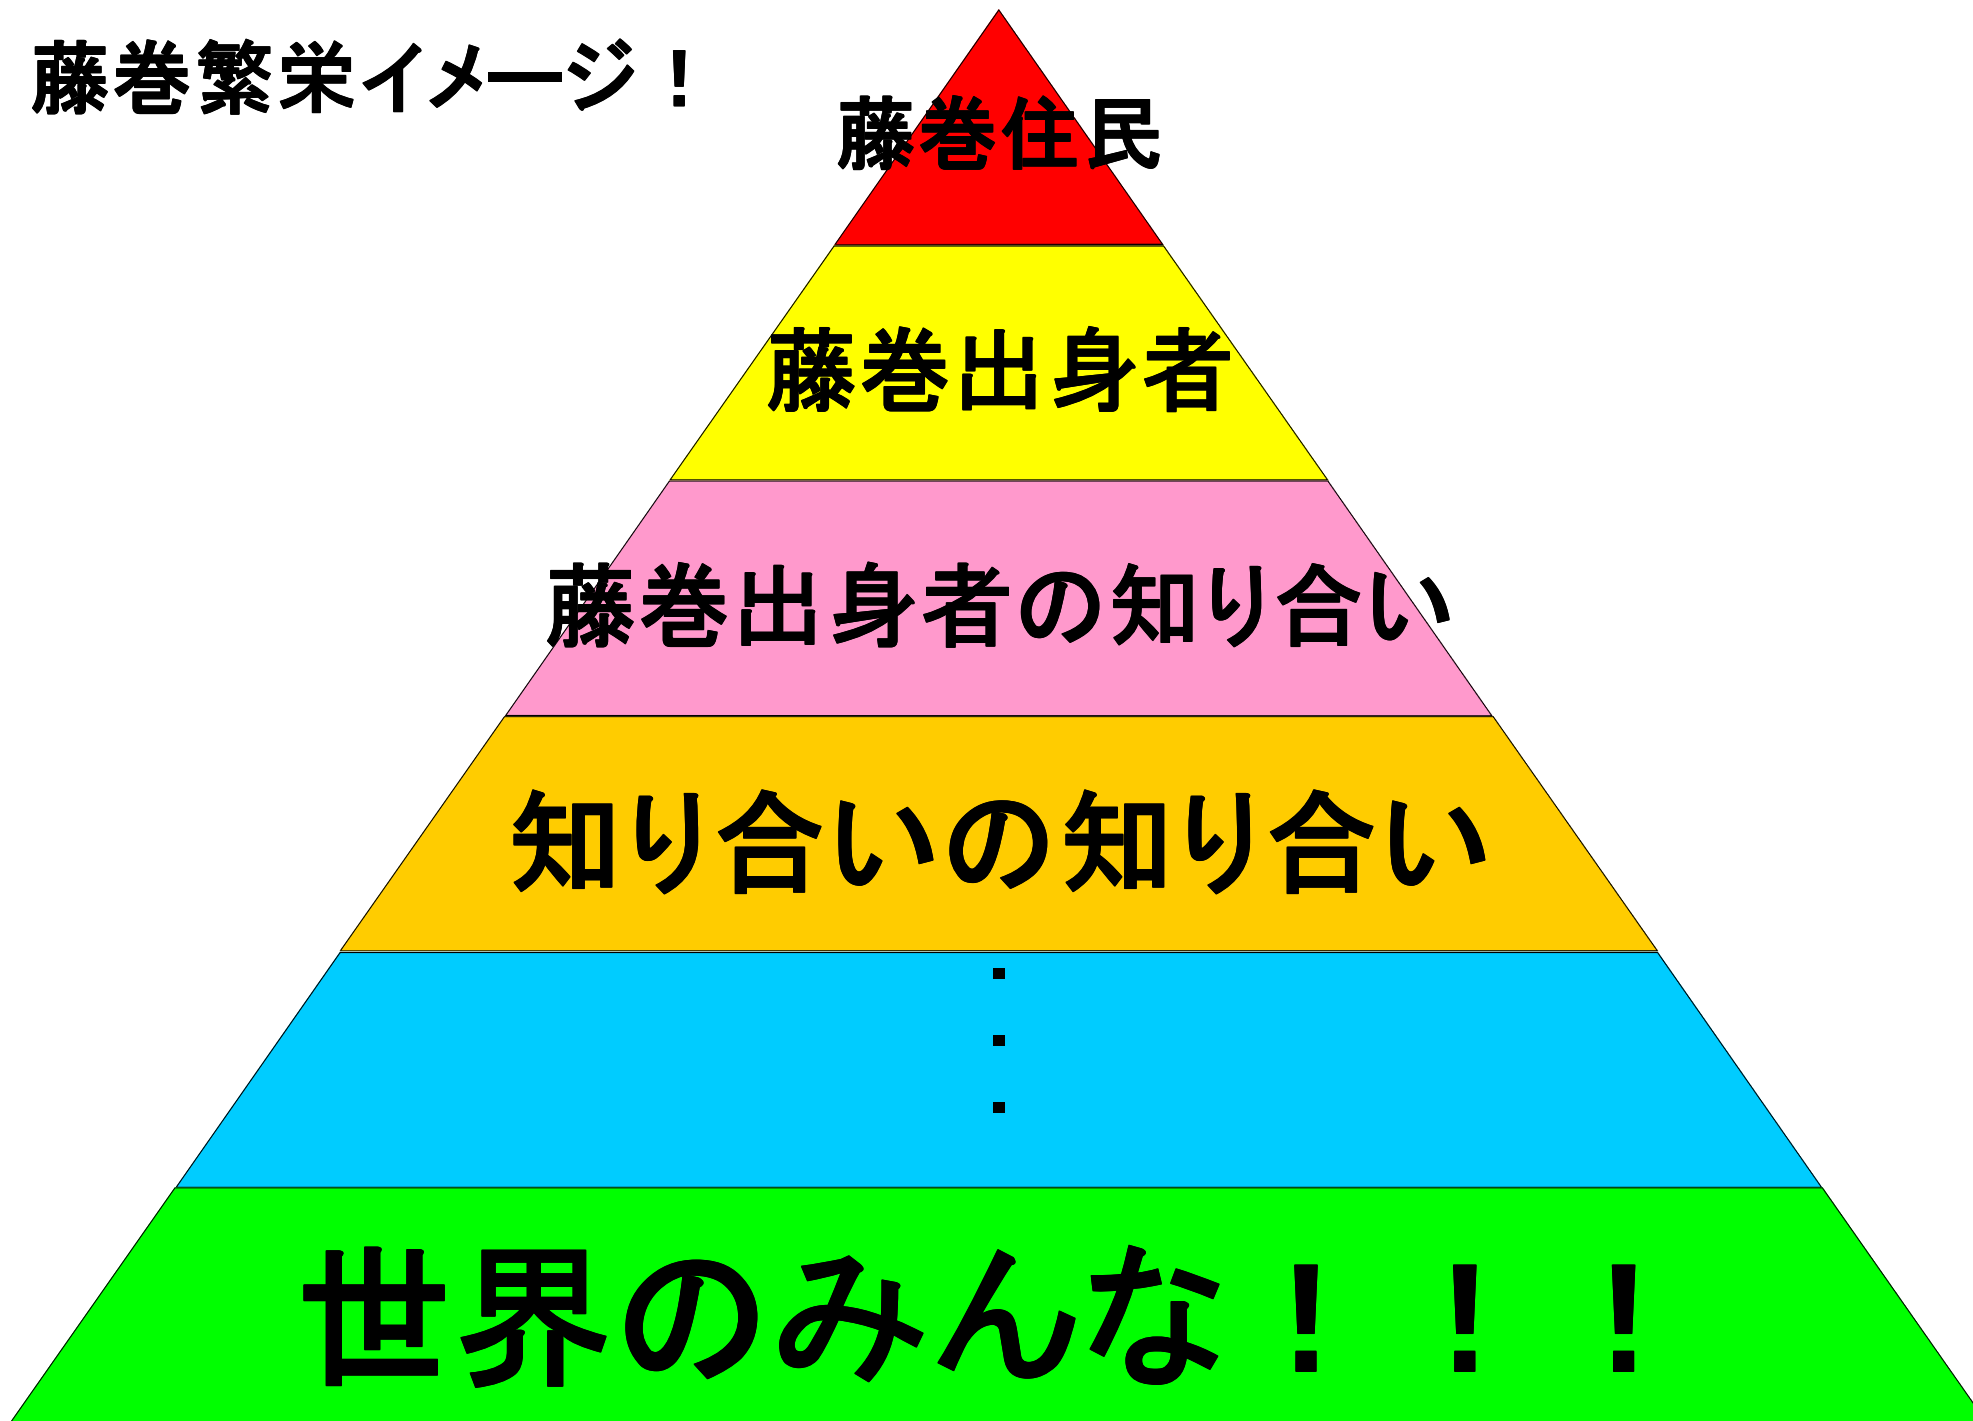 藤巻繁栄イメージ！
藤巻住民
藤巻出身者
藤巻出身者の知り合い
知り合いの知り合い
・
・
・
世界のみんな！！！